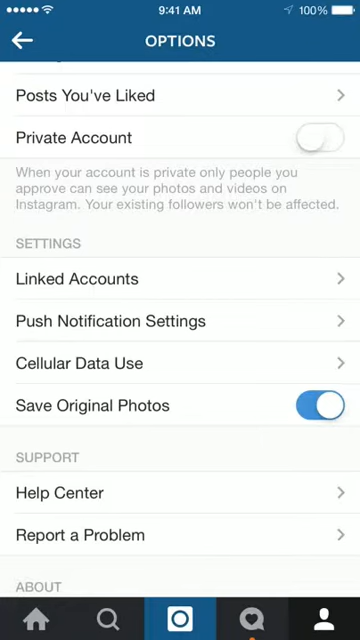 9:41 AM 100%
OPTIONS
Posts You've Liked
Private Account
When your account is private only people you
approve can see your photos and videos on
Instagram. Your existing followers won't be affected.
SETTINGS
Linked Accounts
Push Notification Settings
Cellular Data Use
Save Original Photos
SUPPORT
Help Center
Report a Problem
ABOUT